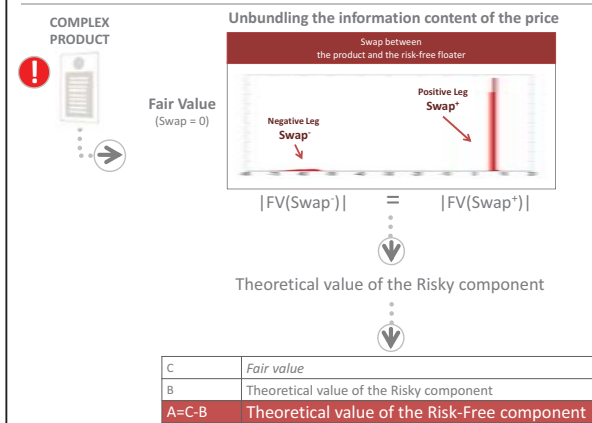 COMPLEX
PRODUCT
!
Unbundling the information content of the price
Swap between
the product and the risk-free floater
Fair Value
(Swap = 0)
Negative Leg
Swap⁻
Positive Leg
Swap⁺
|FV(Swap⁻)| = |FV(Swap⁺)|
Theoretical value of the Risky component
C Fair value
B Theoretical value of the Risky component
A=C-B Theoretical value of the Risk-Free component